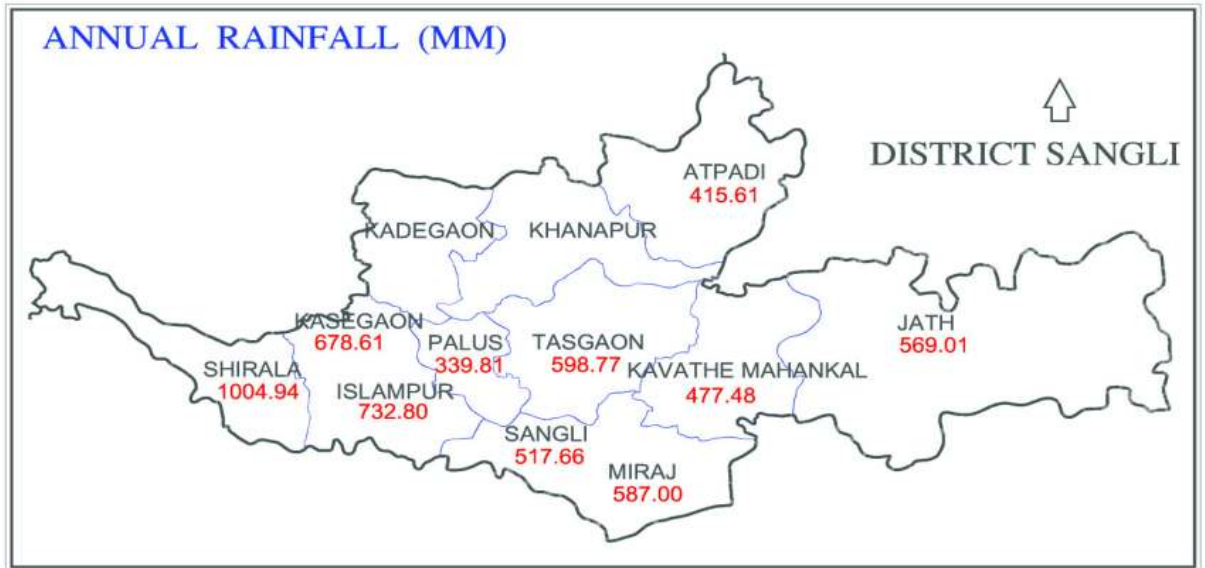 ANNUAL RAINFALL (MM)
DISTRICT SANGLI
ATPADI
415.61
KADEGAON
KHANAPUR
KASEGAON
678.61
PALUS
339.81
TASGAON
598.77
JATH
569.01
SHIRALA
1004.94
ISLAMPUR
732.80
KAVATHE MAHANKAL
477.48
SANGLI
517.66
MIRAJ
587.00